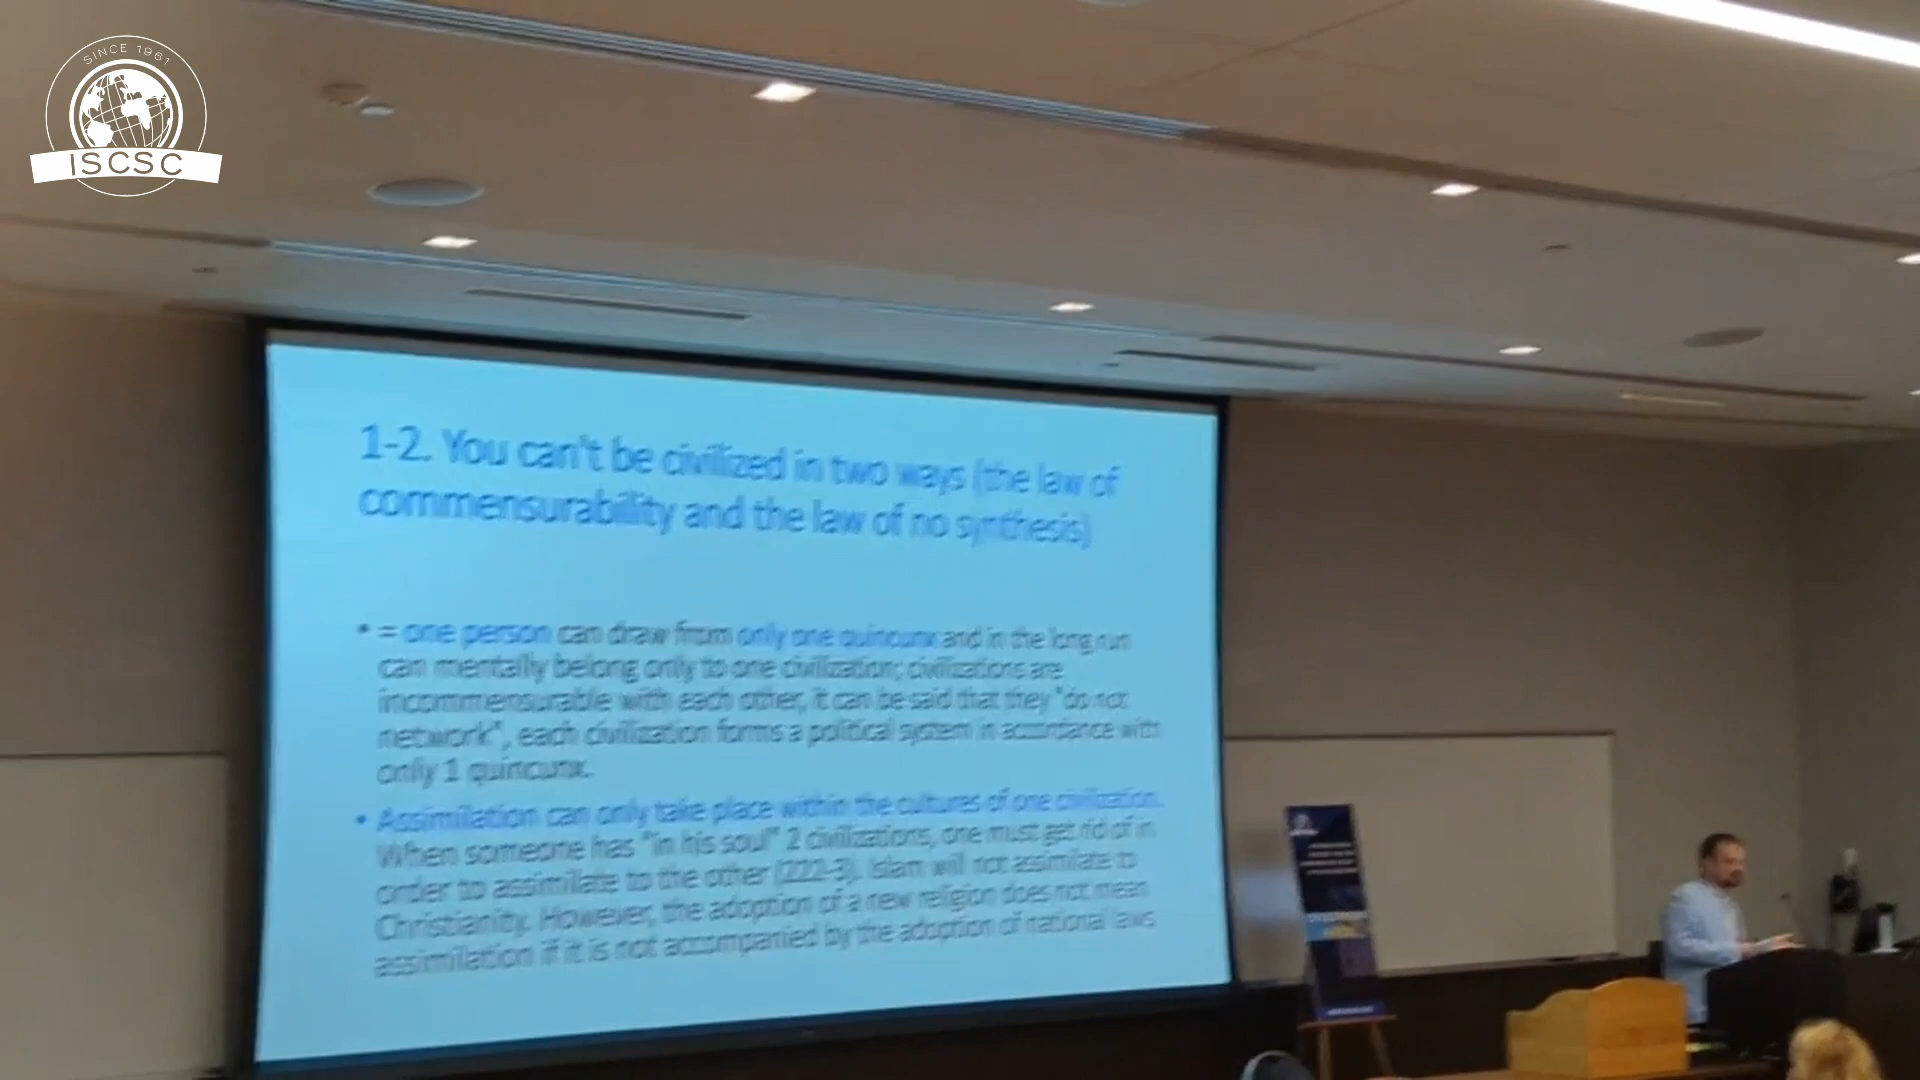 SINCE 1961
ISCSC
1-2. You can't be civilized in two ways (the law of
commensurability and the law of no synthesis)
• = one person can draw from only one quincunx and in the long run
can mentally belong only to one civilization; civilizations are
incommensurable with each other, it can be said that they "do not
network", each civilization forms a political system in accordance with
only 1 quincunx.
• Assimilation can only take place within the cultures of one civilization.
When someone has "in his soul" 2 civilizations, one must get rid of in
order to assimilate to the other (222-3). Islam will not assimilate to
Christianity. However, the adoption of a new religion does not mean
assimilation if it is not accompanied by the adoption of national laws